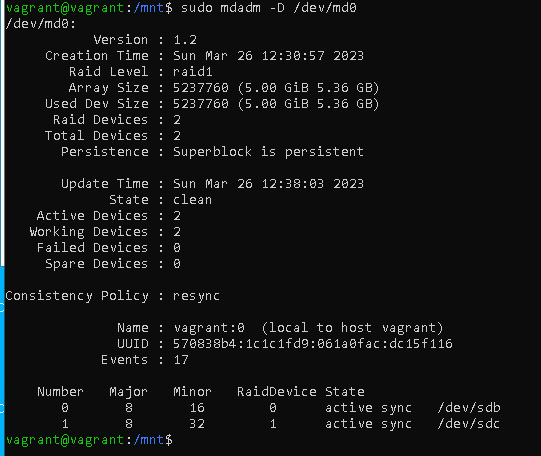 vagrant@vagrant:/mnt$ sudo mdadm -D /dev/md0
/dev/md0:
Version : 1.2
Creation Time : Sun Mar 26 12:30:57 2023
Raid Level : raid1
Array Size : 5237760 (5.00 GiB 5.36 GB)
Used Dev Size : 5237760 (5.00 GiB 5.36 GB)
Raid Devices : 2
Total Devices : 2
Persistence : Superblock is persistent
Update Time : Sun Mar 26 12:38:03 2023
State : clean
Active Devices : 2
Working Devices : 2
Failed Devices : 0
Spare Devices : 0
Consistency Policy : resync
Name : vagrant:0  (local to host vagrant)
UUID : 570838b4:1c1c1fd9:061a0fac:dc15f116
Events : 17
Number   Major   Minor   RaidDevice State
0       8       16        0      active sync   /dev/sdb
1       8       32        1      active sync   /dev/sdc
vagrant@vagrant:/mnt$